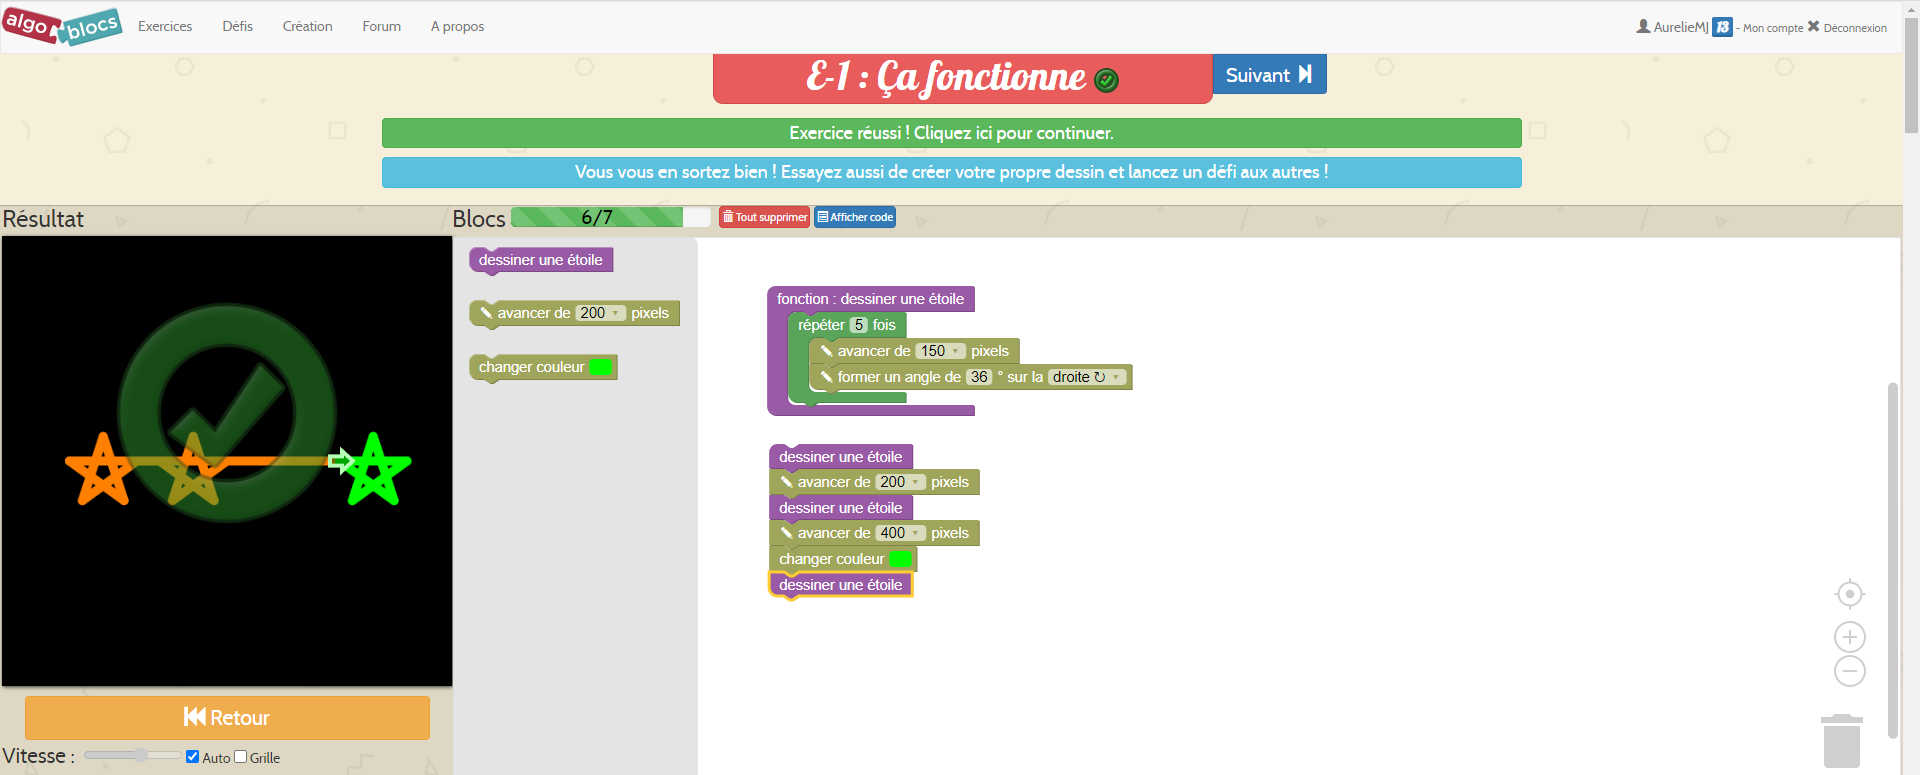 algo blocs Exercices Défis Création Forum A propos AurelieMJ 13 - Mon compte ✖ Déconnexion
E-1 : Ça fonctionne Suivant
Exercice réussi ! Cliquez ici pour continuer.
Vous vous en sortez bien ! Essayez aussi de créer votre propre dessin et lancez un défi aux autres !
Résultat Blocs 6/7 Tout supprimer Afficher code
dessiner une étoile
avancer de 200 pixels
changer couleur
fonction : dessiner une étoile
répéter 5 fois
avancer de 150 pixels
former un angle de 36 ° sur la droite ↻
dessiner une étoile
avancer de 200 pixels
dessiner une étoile
avancer de 400 pixels
changer couleur
dessiner une étoile
Retour
Vitesse : Auto Grille